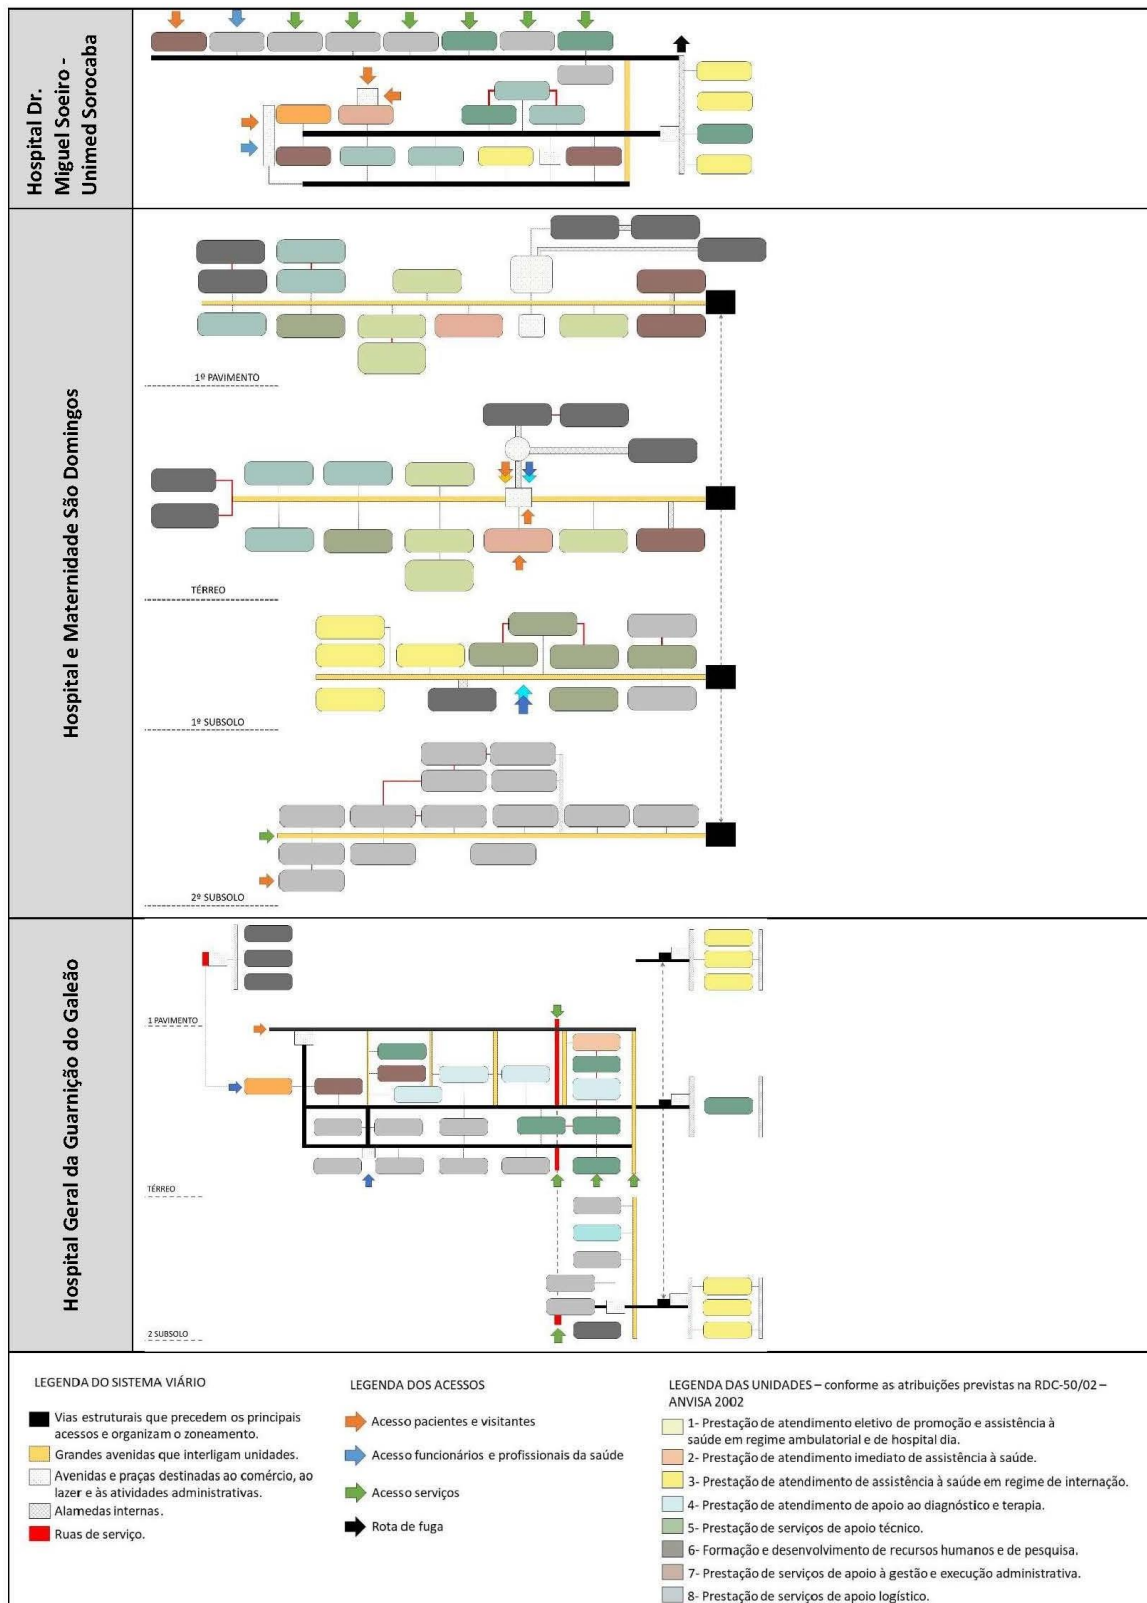 Hospital Dr.
Miguel Soeiro -
Unimed Sorocaba
Hospital e Maternidade São Domingos
1º PAVIMENTO
TÉRREO
1º SUBSOLO
2º SUBSOLO
Hospital Geral da Guarnição do Galeão
1 PAVIMENTO
TÉRREO
2 SUBSOLO
LEGENDA DO SISTEMA VIÁRIO
Vias estruturais que precedem os principais
acessos e organizam o zoneamento.
Grandes avenidas que interligam unidades.
Avenidas e praças destinadas ao comércio, ao
lazer e às atividades administrativas.
Alamedas internas.
Ruas de serviço.
LEGENDA DOS ACESSOS
Acesso pacientes e visitantes
Acesso funcionários e profissionais da saúde
Acesso serviços
Rota de fuga
LEGENDA DAS UNIDADES – conforme as atribuições previstas na RDC-50/02 –
ANVISA 2002
1- Prestação de atendimento eletivo de promoção e assistência à
saúde em regime ambulatorial e de hospital dia.
2- Prestação de atendimento imediato de assistência à saúde.
3- Prestação de atendimento de assistência à saúde em regime de internação.
4- Prestação de atendimento de apoio ao diagnóstico e terapia.
5- Prestação de serviços de apoio técnico.
6- Formação e desenvolvimento de recursos humanos e de pesquisa.
7- Prestação de serviços de apoio à gestão e execução administrativa.
8- Prestação de serviços de apoio logístico.